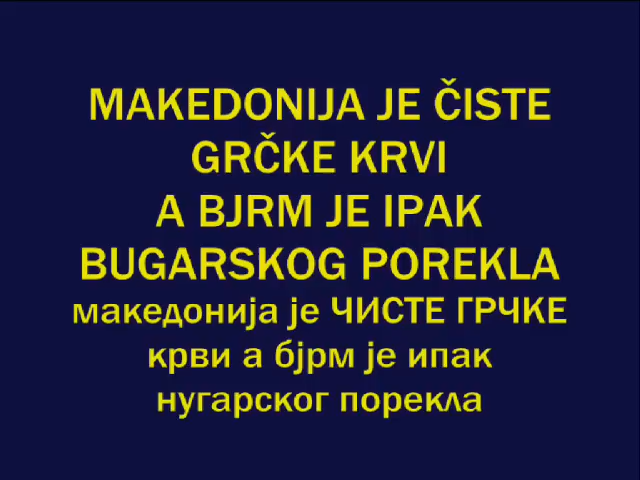 MAKEDONIJA JE ČISTE
GRČKE KRVI
A BJRM JE IPAK
BUGARSKOG POREKLA
македонија је ЧИСТЕ ГРЧКЕ
крви а бјрм је ипак
нугарског порекла